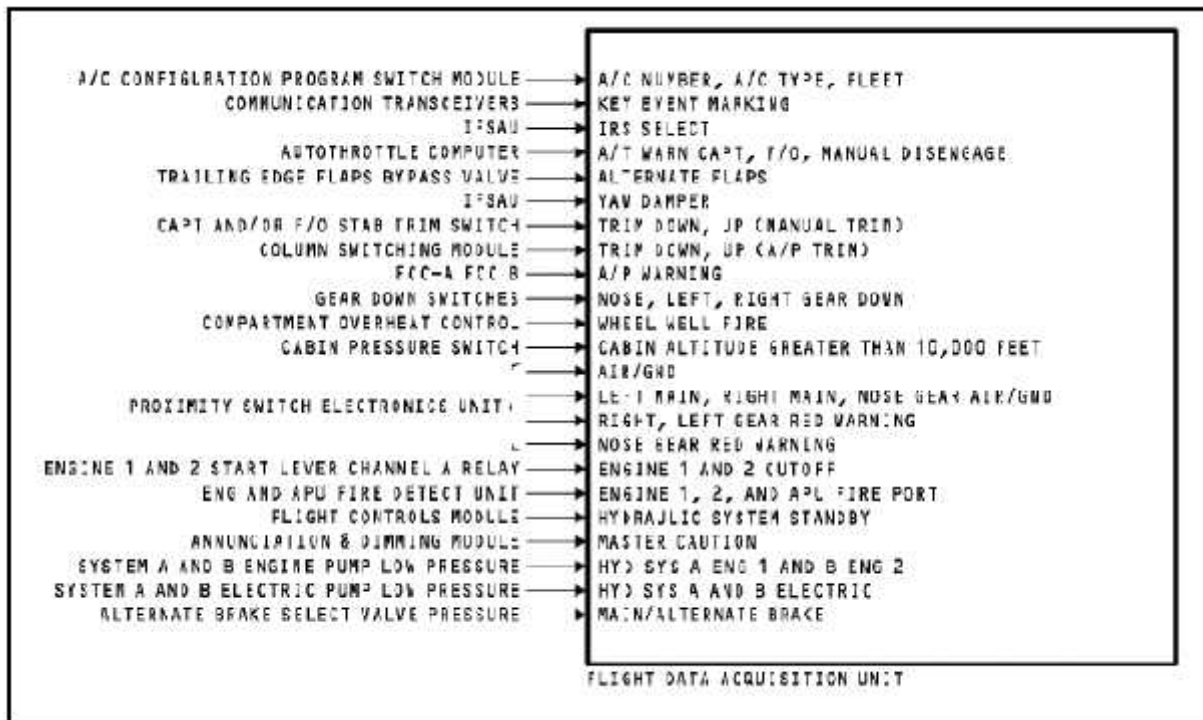 A/C CONFIGURATION PROGRAM SWITCH MODULE A/C NUMBER, A/C TYPE, FLEET
COMMUNICATION TRANSCEIVERS KEY EVENT MARKING
IFSAU IRS SELECT
AUTOTHROTTLE COMPUTER A/T WARN CAPT, F/O, MANUAL DISENGAGE
TRAILING EDGE FLAPS BYPASS VALVE ALTERNATE FLAPS
IFSAU YAW DAMPER
CAPT AND/OR F/O STAB TRIM SWITCH TRIM DOWN, UP (MANUAL TRIM)
COLUMN SWITCHING MODULE TRIM DOWN, UP (A/P TRIM)
FCC-A FCC B A/P WARNING
GEAR DOWN SWITCHES NOSE, LEFT, RIGHT GEAR DOWN
COMPARTMENT OVERHEAT CONTROL WHEEL WELL FIRE
CABIN PRESSURE SWITCH CABIN ALTITUDE GREATER THAN 10,000 FEET
AIR/GND
PROXIMITY SWITCH ELECTRONICS UNIT LEFT MAIN, RIGHT MAIN, NOSE GEAR AIR/GND
RIGHT, LEFT GEAR RED WARNING
NOSE GEAR RED WARNING
ENGINE 1 AND 2 START LEVER CHANNEL A RELAY ENGINE 1 AND 2 CUTOFF
ENG AND APU FIRE DETECT UNIT ENGINE 1, 2, AND APU FIRE PORT
FLIGHT CONTROLS MODULE HYDRAULIC SYSTEM STANDBY
ANNUNCIATION & DIMMING MODULE MASTER CAUTION
SYSTEM A AND B ENGINE PUMP LOW PRESSURE HYD SYS A ENG 1 AND B ENG 2
SYSTEM A AND B ELECTRIC PUMP LOW PRESSURE HYD SYS A AND B ELECTRIC
ALTERNATE BRAKE SELECT VALVE PRESSURE MAIN/ALTERNATE BRAKE
FLIGHT DATA ACQUISITION UNIT